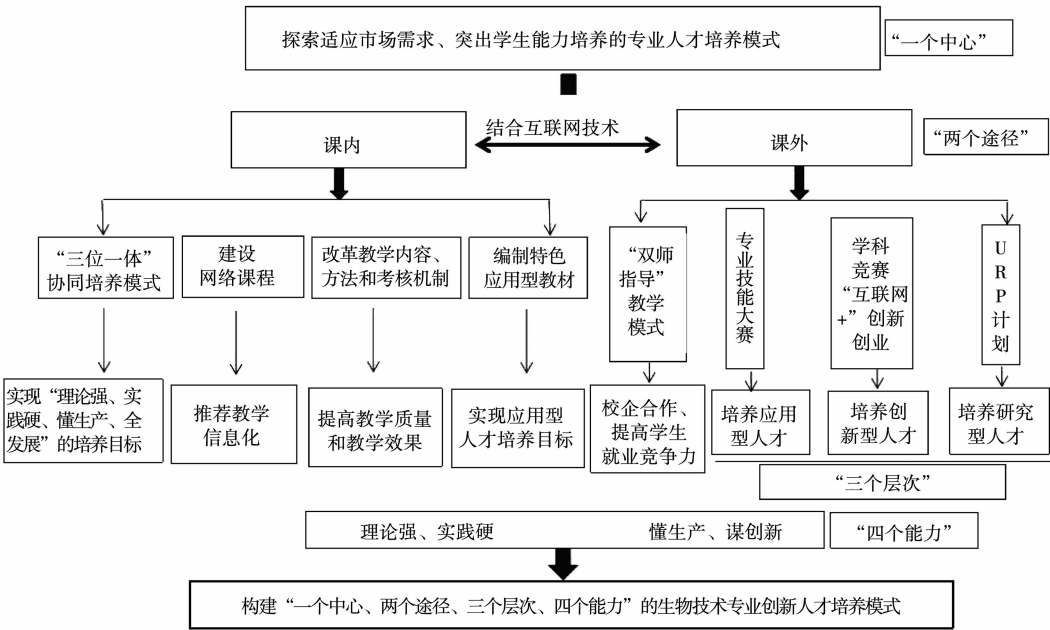 探索适应市场需求、突出学生能力培养的专业人才培养模式
“一个中心”
课内
结合互联网技术
课外
“两个途径”
“三位一体”
协同培养模式
建设
网络课程
改革教学内容、
方法和考核机制
编制特色
应用型教材
“双师
指导”
教学
模式
专业技能大赛
学科
竞赛
“互联网
+”创新
创业
URP计划
实现“理论强、实
践硬、懂生产、全
发展”的培养目标
推荐教学
信息化
提高教学质量
和教学效果
实现应用型
人才培养目标
校企合作、
提高学生
就业竞争力
培养应用
型人才
培养创
新型人才
培养研究
型人才
“三个层次”
理论强、实践硬
懂生产、谋创新
“四个能力”
构建“一个中心、两个途径、三个层次、四个能力”的生物技术专业创新人才培养模式